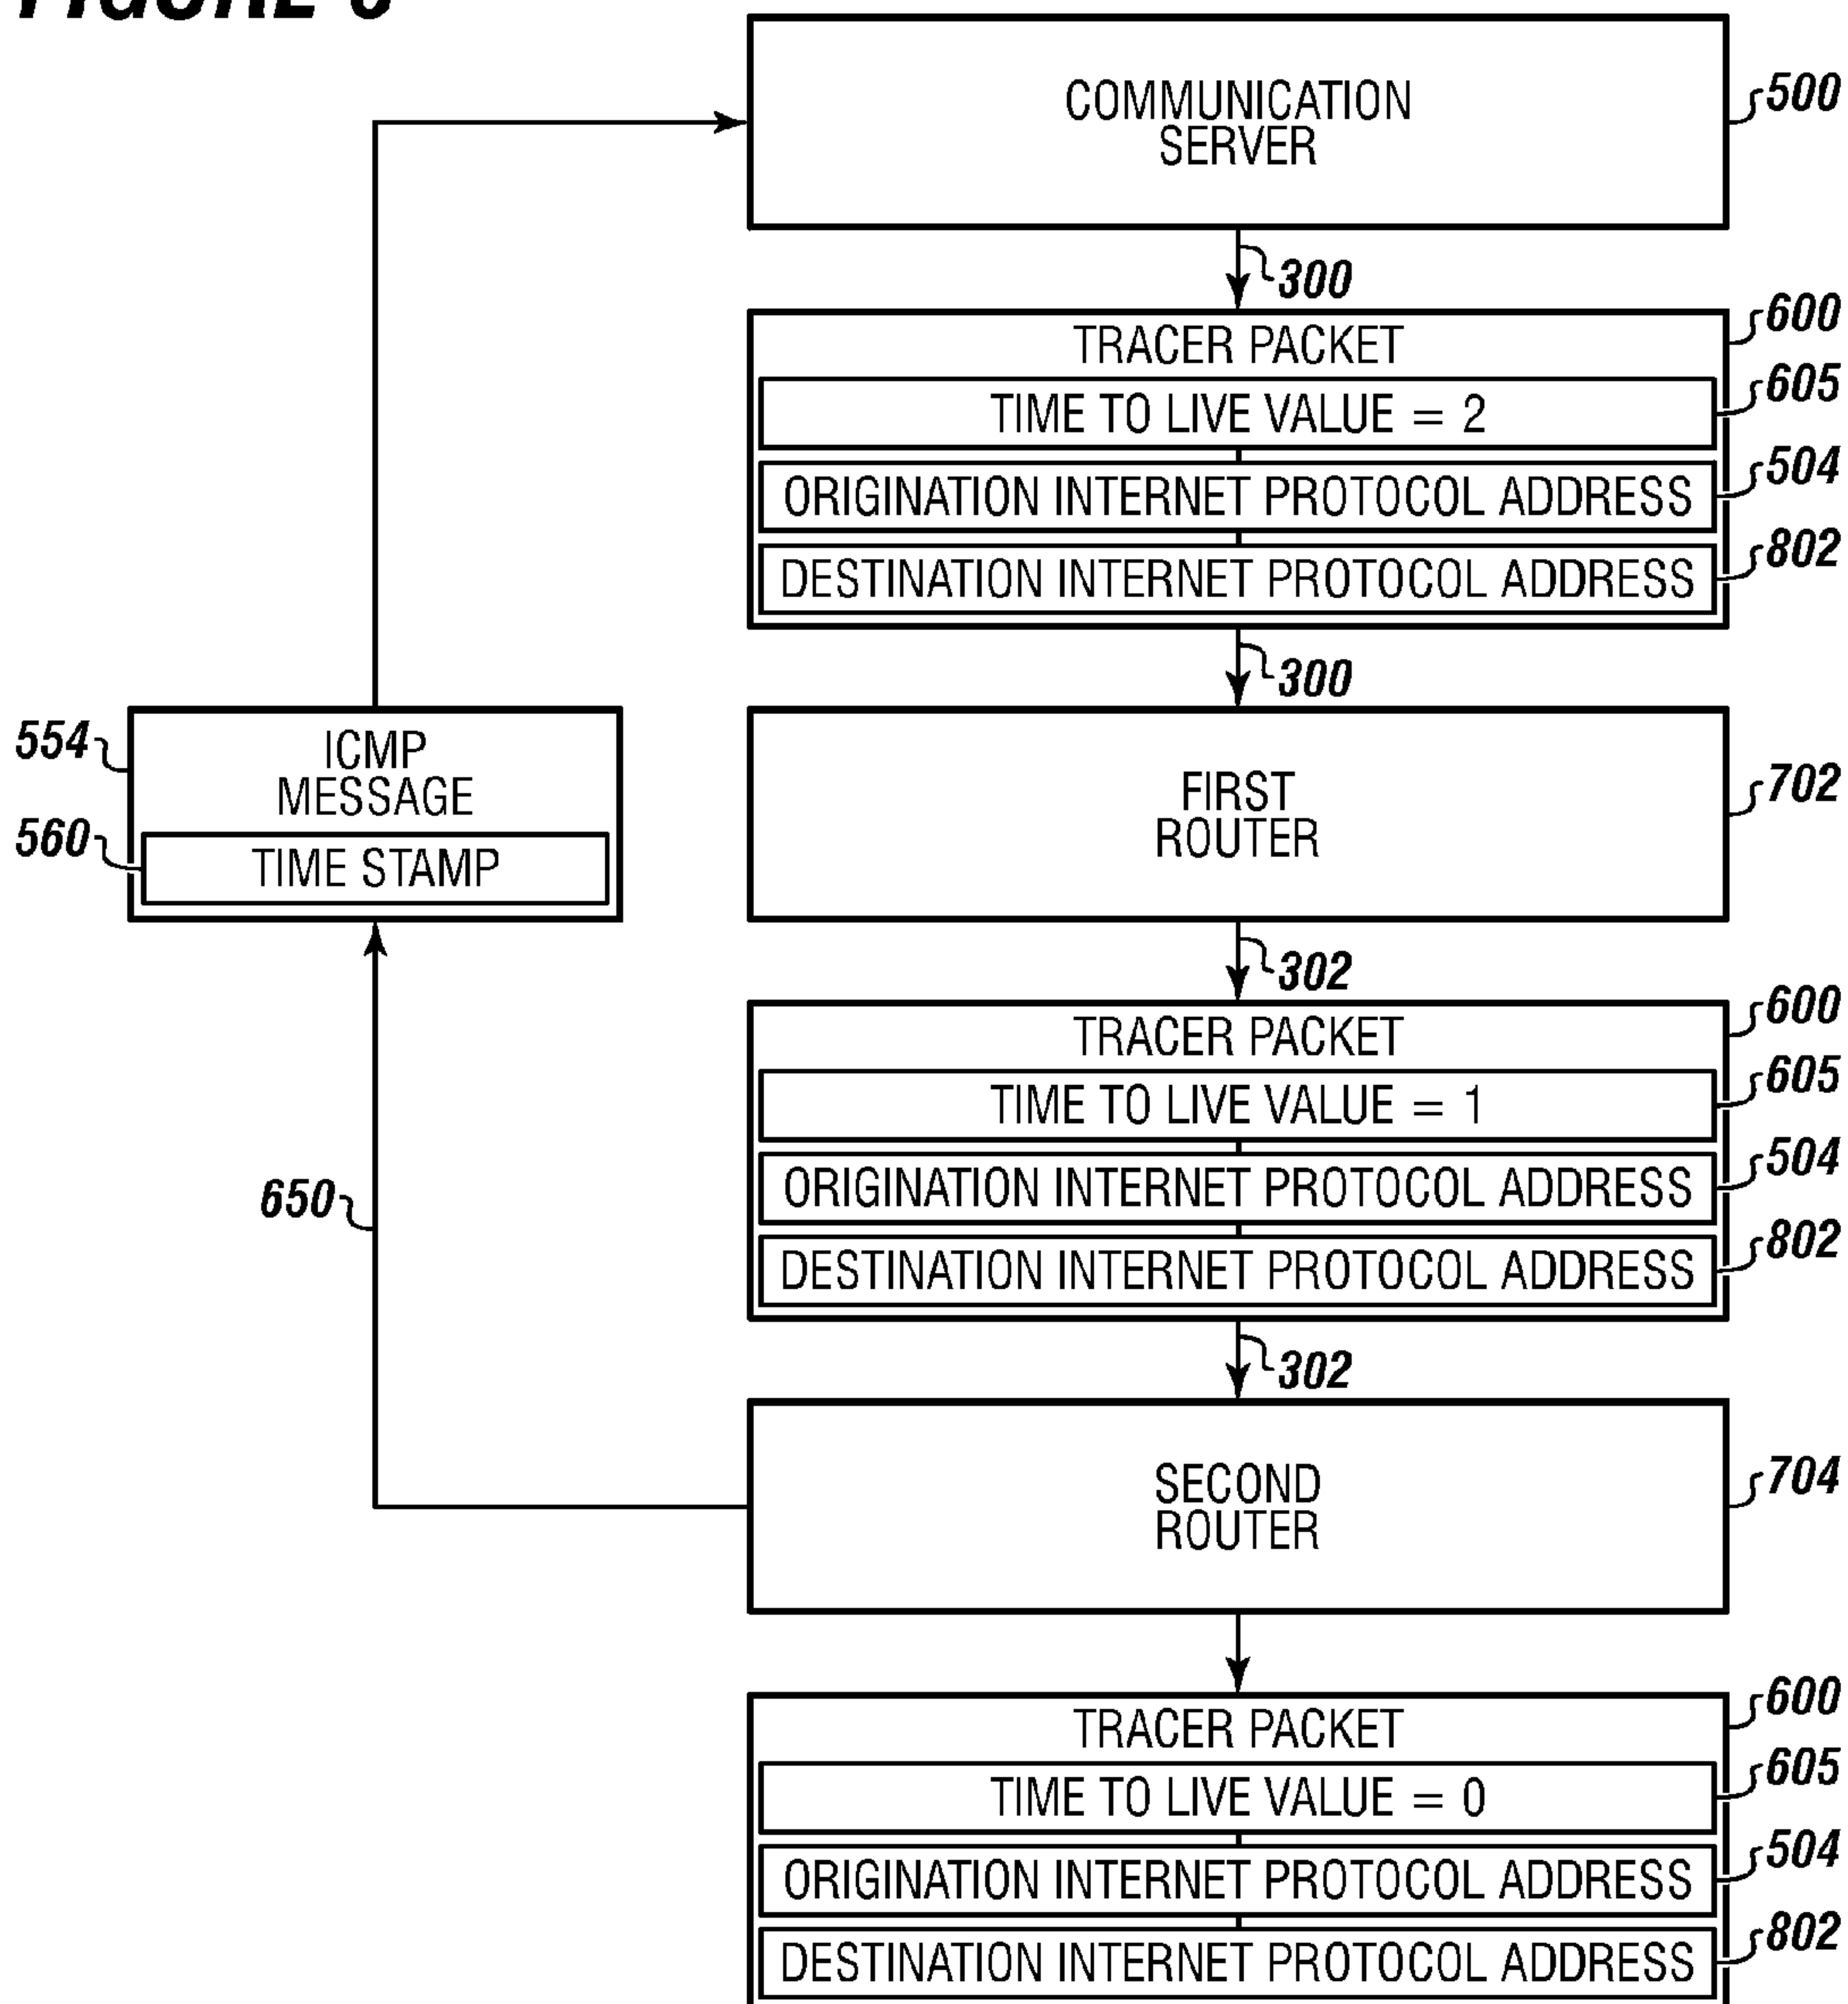 COMMUNICATION
SERVER
500
300
TRACER PACKET
600
TIME TO LIVE VALUE = 2
605
ORIGINATION INTERNET PROTOCOL ADDRESS
504
DESTINATION INTERNET PROTOCOL ADDRESS
802
300
554
ICMP
MESSAGE
560
TIME STAMP
FIRST
ROUTER
702
302
TRACER PACKET
600
TIME TO LIVE VALUE = 1
605
ORIGINATION INTERNET PROTOCOL ADDRESS
504
DESTINATION INTERNET PROTOCOL ADDRESS
802
650
302
SECOND
ROUTER
704
TRACER PACKET
600
TIME TO LIVE VALUE = 0
605
ORIGINATION INTERNET PROTOCOL ADDRESS
504
DESTINATION INTERNET PROTOCOL ADDRESS
802